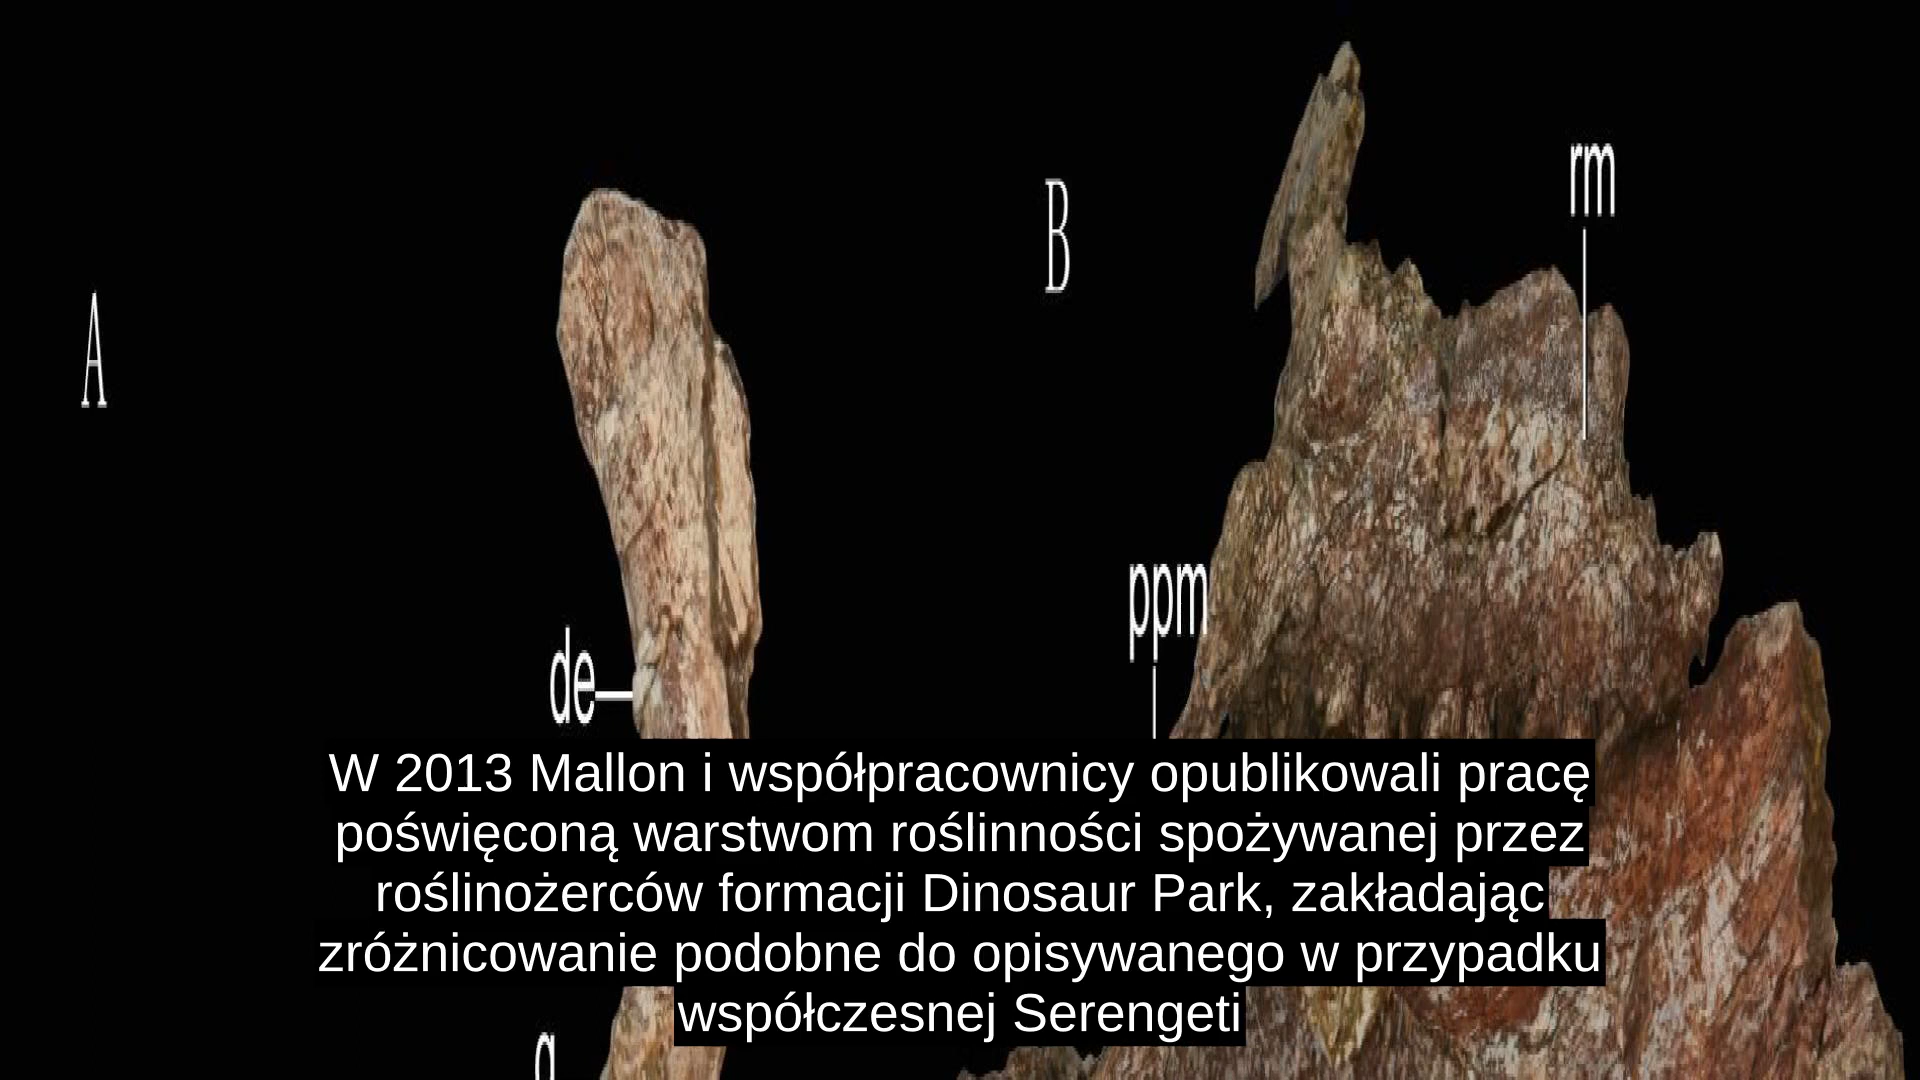 A
B
rm
ppm
de
W 2013 Mallon i współpracownicy opublikowali pracę
poświęconą warstwom roślinności spożywanej przez
roślinożerców formacji Dinosaur Park, zakładając
zróżnicowanie podobne do opisywanego w przypadku
współczesnej Serengeti